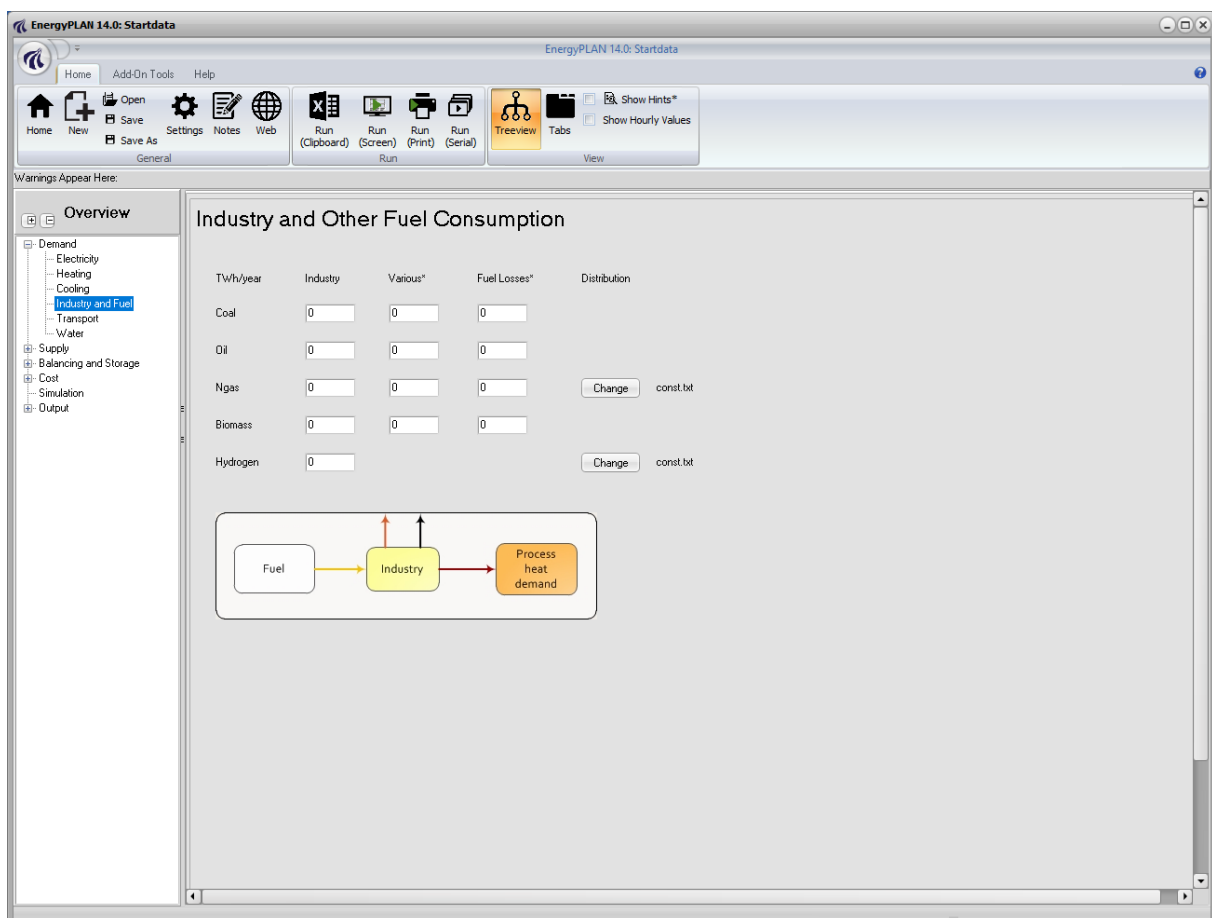 EnergyPLAN 14.0: Startdata
EnergyPLAN 14.0: Startdata
Home Add-On Tools Help
Home New Open Save Save As Settings Notes Web
General
Run (Clipboard) Run (Screen) Run (Print) Run (Serial)
Run
Treeview Tabs Show Hints* Show Hourly Values
View
Warnings Appear Here:
Overview
Demand
Electricity
Heating
Cooling
Industry and Fuel
Transport
Water
Supply
Balancing and Storage
Cost
Simulation
Output
Industry and Other Fuel Consumption
TWh/year Industry Various* Fuel Losses* Distribution
Coal 0 0 0
Oil 0 0 0
Ngas 0 0 0 Change const.txt
Biomass 0 0 0
Hydrogen 0 Change const.txt
Fuel
Industry
Process
heat
demand